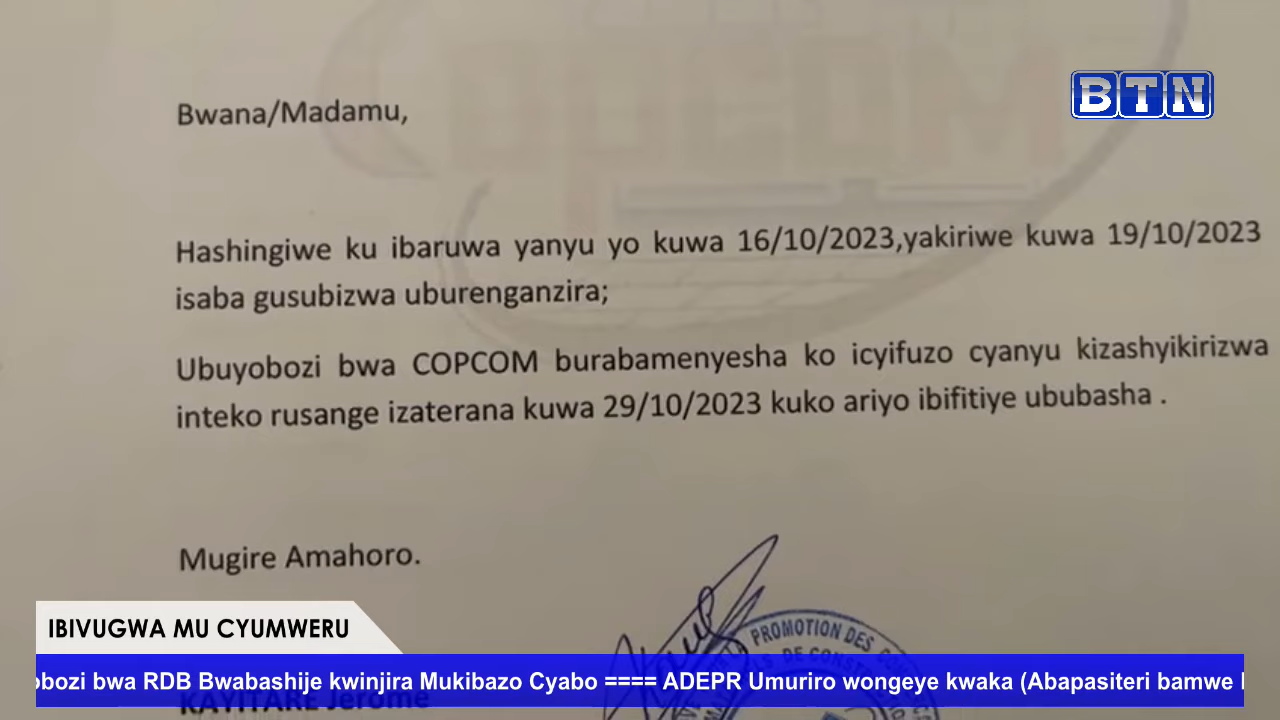 COPCOM
BTN
Bwana/Madamu,
Hashingiwe ku ibaruwa yanyu yo kuwa 16/10/2023,yakiriwe kuwa 19/10/2023
isaba gusubizwa uburenganzira;
Ubuyobozi bwa COPCOM burabamenyesha ko icyifuzo cyanyu kizashyikirizwa
inteko rusange izaterana kuwa 29/10/2023 kuko ariyo ibifitiye ububasha .
Mugire Amahoro.
PROMOTION DES
DE
IBIVUGWA MU CYUMWERU
obozi bwa RDB Bwabashije kwinjira Mukibazo Cyabo ==== ADEPR Umuriro wongeye kwaka (Abapasiteri bamwe
KAYITARE Jerome